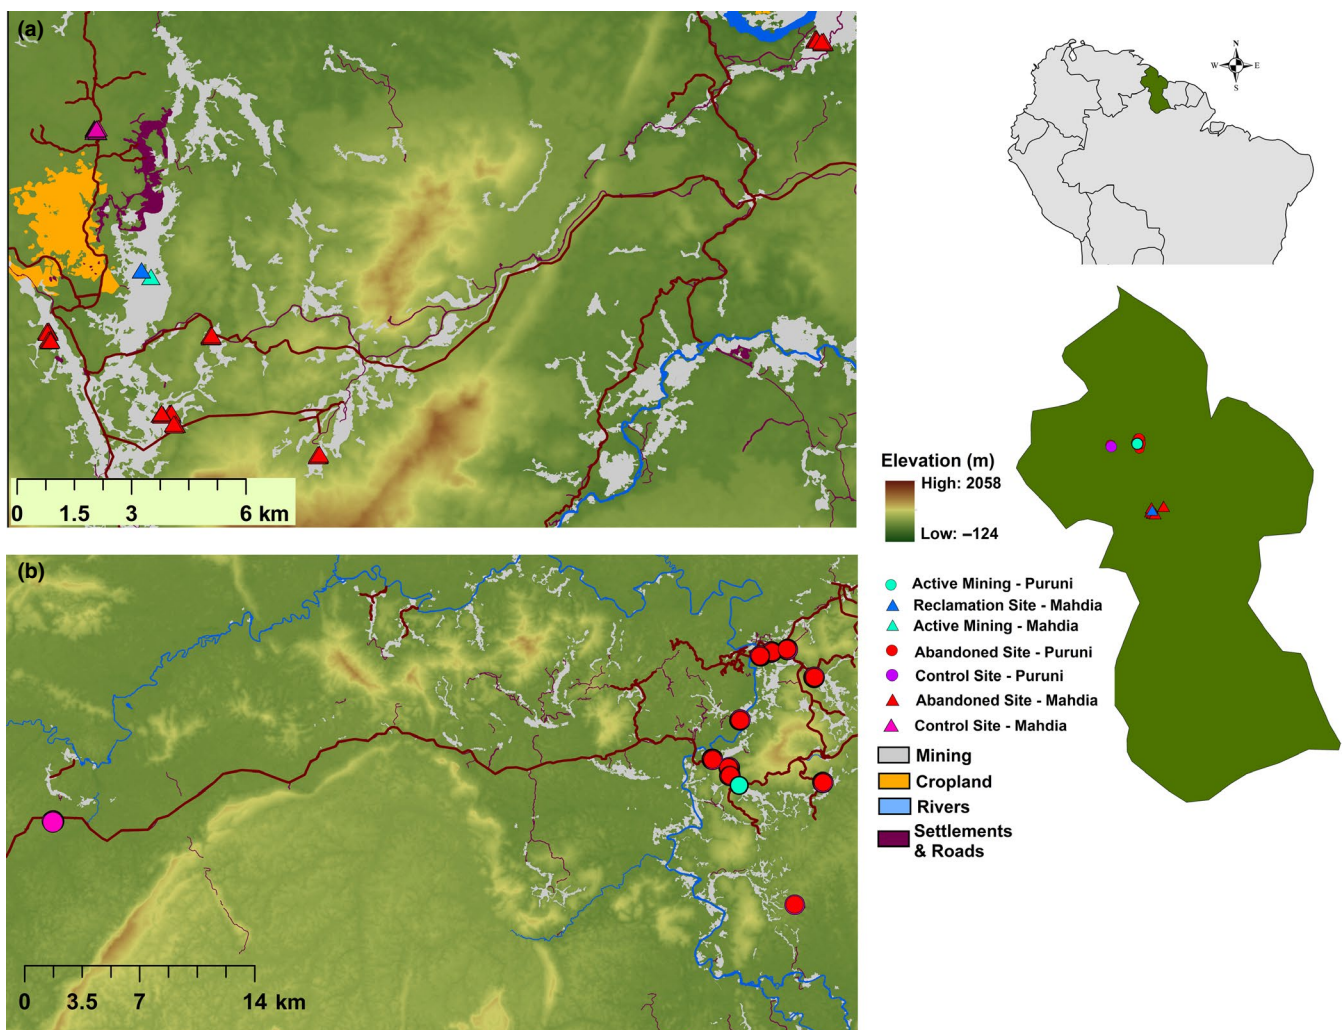 (a)
0 1.5 3 6 km
(b)
0 3.5 7 14 km
N
W E
S
Elevation (m)
High: 2058
Low: –124
Active Mining - Puruni
Reclamation Site - Mahdia
Active Mining - Mahdia
Abandoned Site - Puruni
Control Site - Puruni
Abandoned Site - Mahdia
Control Site - Mahdia
Mining
Cropland
Rivers
Settlements
& Roads